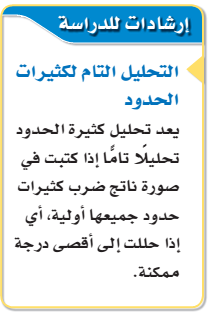 إرشادات للدراسة
التحليل التام لكثيرات
الحدود
يعد تحليل كثيرة الحدود
تحليلًا تامًّا إذا كتبت في
صورة ناتج ضرب كثيرات
حدود جميعها أولية، أي
إذا حللت إلى أقصى درجة
ممكنة.